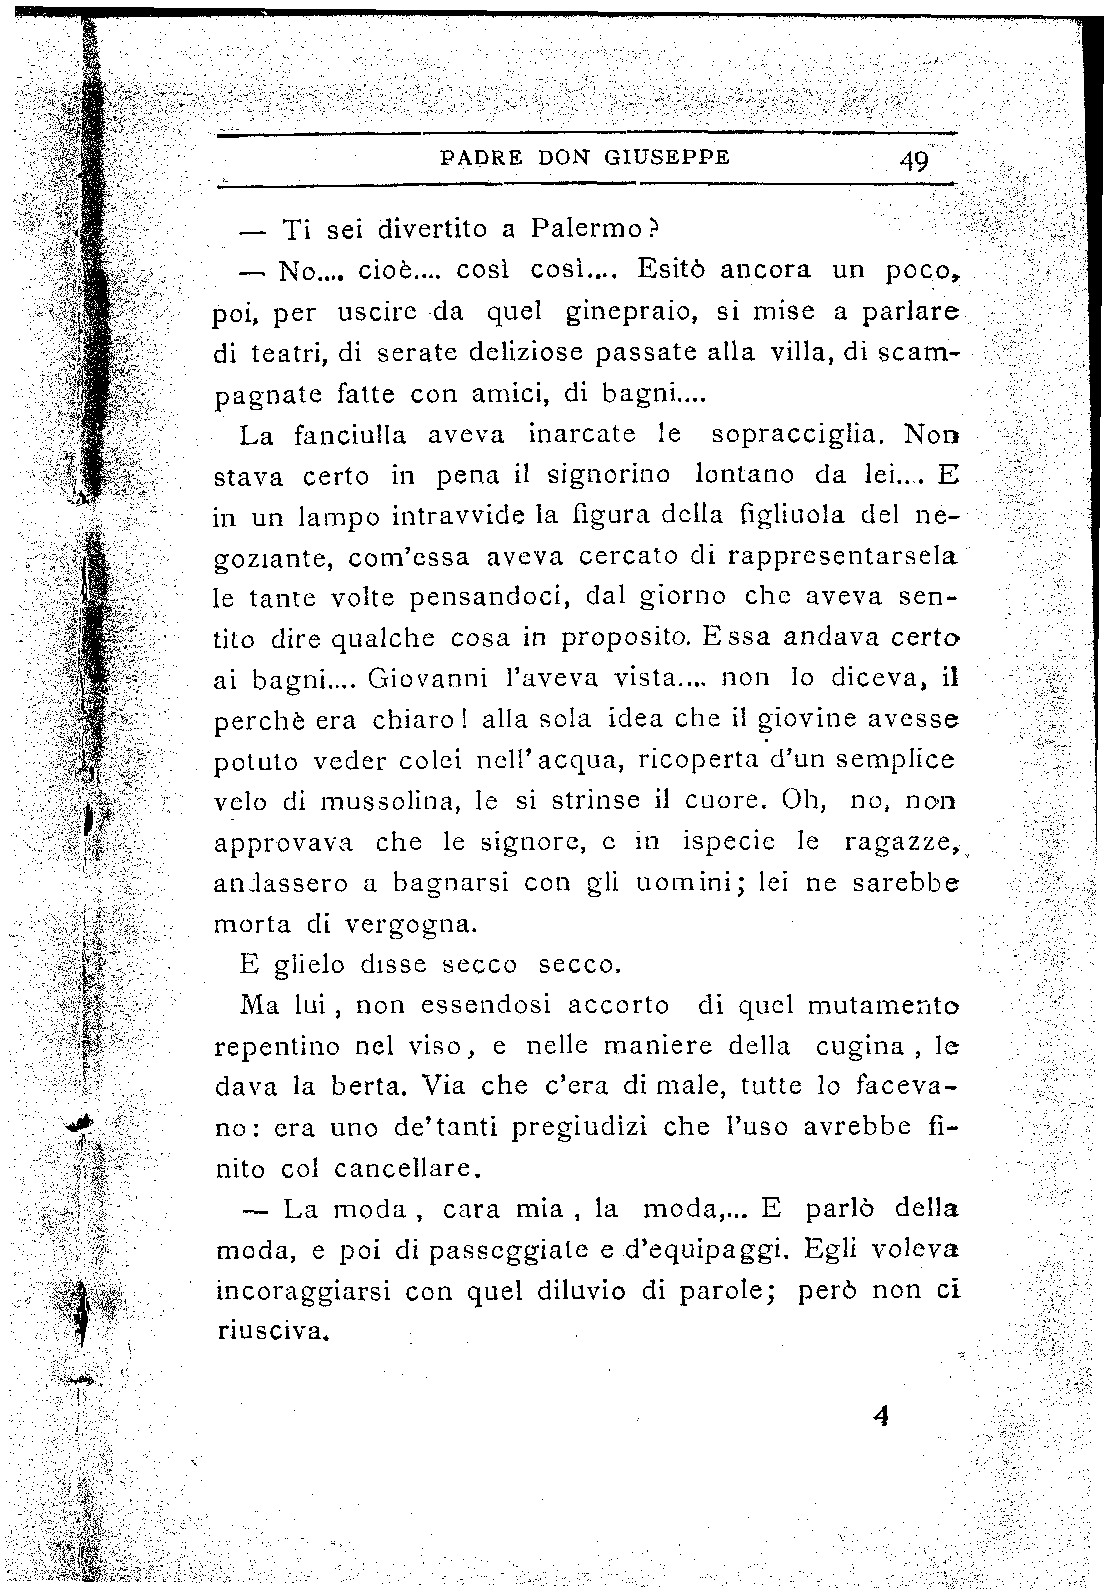 PADRE DON GIUSEPPE 49
— Ti sei divertito a Palermo?
— No.... cioè.... così così.... Esitò ancora un poco,
poi, per uscire da quel ginepraio, si mise a parlare
di teatri, di serate deliziose passate alla villa, di scam-
pagnate fatte con amici, di bagni....
La fanciulla aveva inarcate le sopracciglia. Non
stava certo in pena il signorino lontano da lei... E
in un lampo intravvide la figura della figliuola del ne-
goziante, com'essa aveva cercato di rappresentarsela
le tante volte pensandoci, dal giorno che aveva sen-
tito dire qualche cosa in proposito. Essa andava certo
ai bagni.... Giovanni l'aveva vista.... non lo diceva, il
perchè era chiaro! alla sola idea che il giovine avesse
potuto veder colei nell'acqua, ricoperta d'un semplice
velo di mussolina, le si strinse il cuore. Oh, no, non
approvava che le signore, e in ispecie le ragazze,
andassero a bagnarsi con gli uomini; lei ne sarebbe
morta di vergogna.
E glielo disse secco secco.
Ma lui, non essendosi accorto di quel mutamento
repentino nel viso, e nelle maniere della cugina, le
dava la berta. Via che c'era di male, tutte lo faceva-
no: era uno de'tanti pregiudizi che l'uso avrebbe fi-
nito col cancellare.
— La moda, cara mia, la moda,... E parlò della
moda, e poi di passeggiate e d'equipaggi. Egli voleva
incoraggiarsi con quel diluvio di parole; però non ci
riusciva.
4